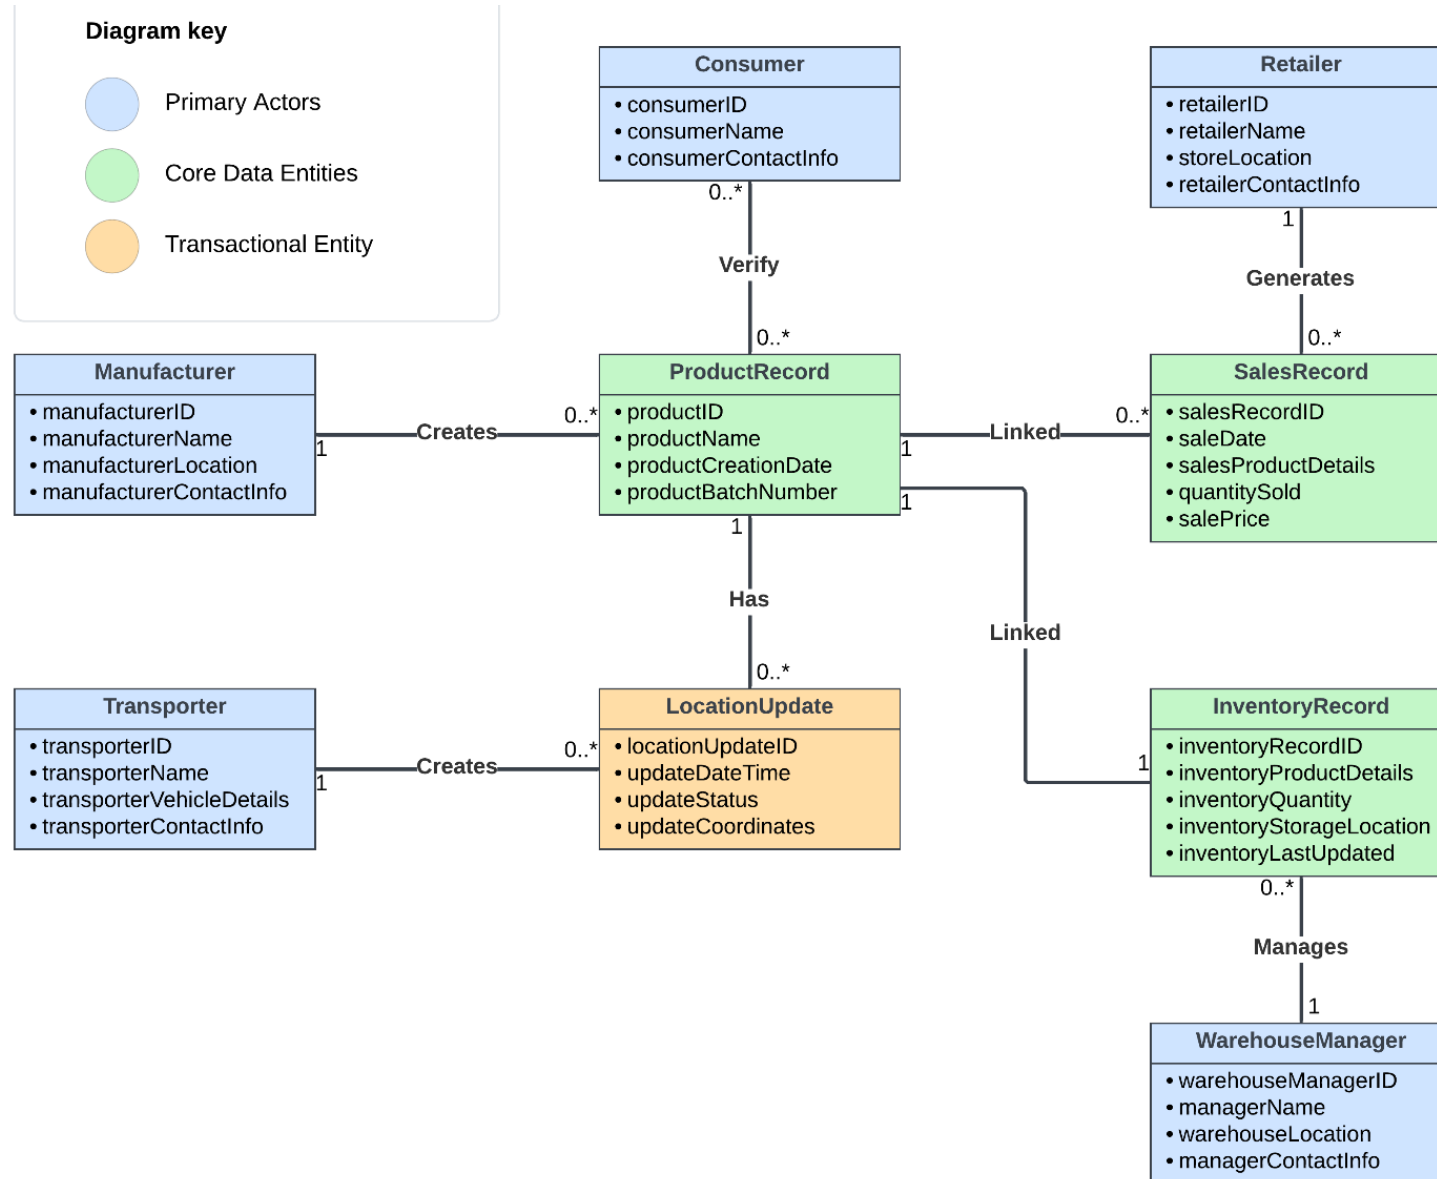 Diagram key
Primary Actors
Core Data Entities
Transactional Entity
Consumer
• consumerID
• consumerName
• consumerContactInfo
0..*
Verify
0..*
Retailer
• retailerID
• retailerName
• storeLocation
• retailerContactInfo
1
Generates
0..*
Manufacturer
• manufacturerID
• manufacturerName
• manufacturerLocation
• manufacturerContactInfo
1
Creates
0..*
ProductRecord
• productID
• productName
• productCreationDate
• productBatchNumber
1
Linked
0..*
SalesRecord
• salesRecordID
• saleDate
• salesProductDetails
• quantitySold
• salePrice
1
Linked
1
1
Has
0..*
Transporter
• transporterID
• transporterName
• transporterVehicleDetails
• transporterContactInfo
1
Creates
0..*
LocationUpdate
• locationUpdateID
• updateDateTime
• updateStatus
• updateCoordinates
InventoryRecord
• inventoryRecordID
• inventoryProductDetails
• inventoryQuantity
• inventoryStorageLocation
• inventoryLastUpdated
0..*
Manages
1
WarehouseManager
• warehouseManagerID
• managerName
• warehouseLocation
• managerContactInfo